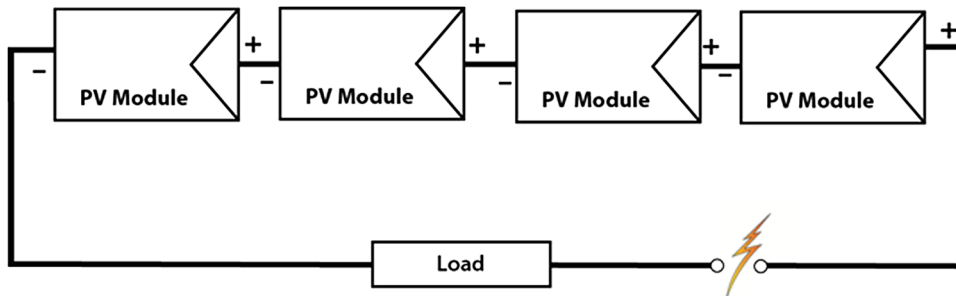 + + + +
− − − −
PV Module PV Module PV Module PV Module
Load